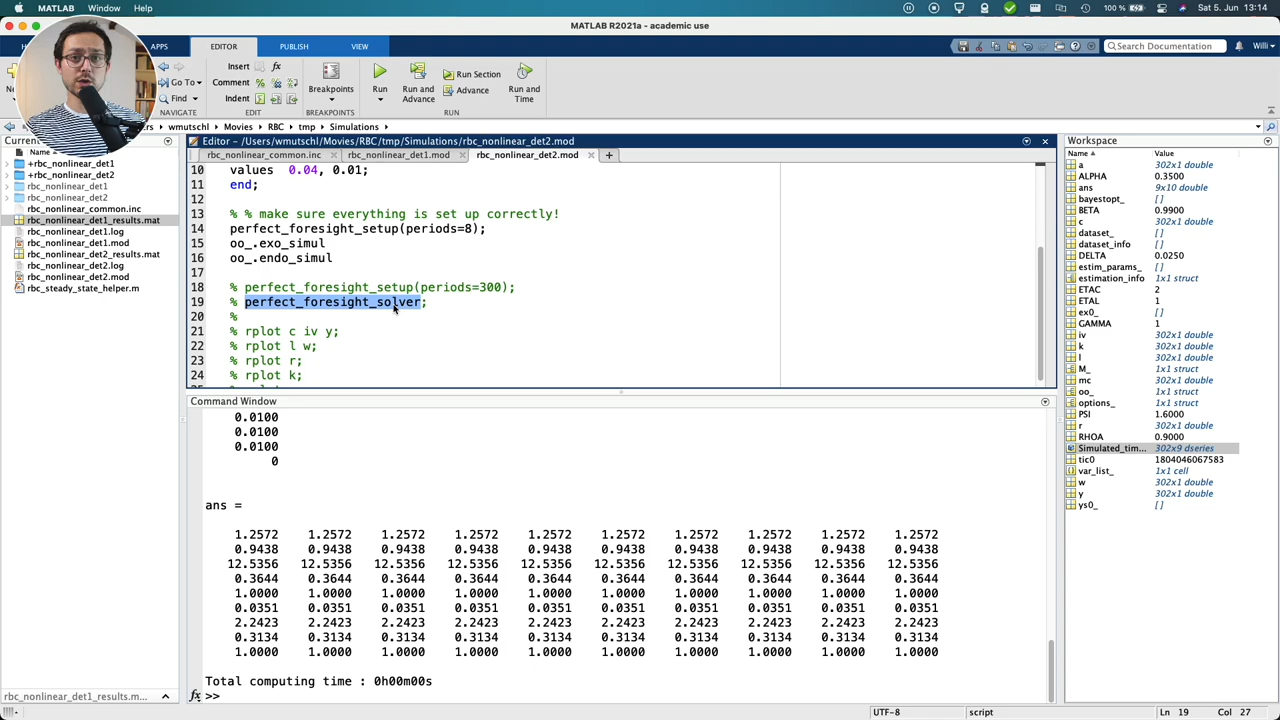 MATLAB Window Help
100 % Sat 5. Jun 13:14
MATLAB R2021a - academic use
APPS EDITOR PUBLISH VIEW
Search Documentation Willi
Insert fx
Comment
Indent
Go To
Find
Breakpoints
Run
Run and Advance
Run Section
Advance
Run and Time
NAVIGATE EDIT BREAKPOINTS RUN
wmutschl Movies RBC tmp Simulations
Name
+rbc_nonlinear_det1
+rbc_nonlinear_det2
rbc_nonlinear_det1
rbc_nonlinear_det2
rbc_nonlinear_common.inc
rbc_nonlinear_det1_results.mat
rbc_nonlinear_det1.log
rbc_nonlinear_det1.mod
rbc_nonlinear_det2_results.mat
rbc_nonlinear_det2.log
rbc_nonlinear_det2.mod
rbc_steady_state_helper.m
rbc_nonlinear_det1_results.m...
Editor - /Users/wmutschl/Movies/RBC/tmp/Simulations/rbc_nonlinear_det2.mod
rbc_nonlinear_common.inc rbc_nonlinear_det1.mod rbc_nonlinear_det2.mod
10 values 0.04, 0.01;
11 end;
12
13 % % make sure everything is set up correctly!
14 perfect_foresight_setup(periods=8);
15 oo_.exo_simul
16 oo_.endo_simul
17
18 % perfect_foresight_setup(periods=300);
19 % perfect_foresight_solver;
20 %
21 % rplot c iv y;
22 % rplot l w;
23 % rplot r;
24 % rplot k;
Command Window
0.0100
0.0100
0.0100
0
ans =
1.2572 1.2572 1.2572 1.2572 1.2572 1.2572 1.2572 1.2572 1.2572 1.2572
0.9438 0.9438 0.9438 0.9438 0.9438 0.9438 0.9438 0.9438 0.9438 0.9438
12.5356 12.5356 12.5356 12.5356 12.5356 12.5356 12.5356 12.5356 12.5356 12.5356
0.3644 0.3644 0.3644 0.3644 0.3644 0.3644 0.3644 0.3644 0.3644 0.3644
1.0000 1.0000 1.0000 1.0000 1.0000 1.0000 1.0000 1.0000 1.0000 1.0000
0.0351 0.0351 0.0351 0.0351 0.0351 0.0351 0.0351 0.0351 0.0351 0.0351
2.2423 2.2423 2.2423 2.2423 2.2423 2.2423 2.2423 2.2423 2.2423 2.2423
0.3134 0.3134 0.3134 0.3134 0.3134 0.3134 0.3134 0.3134 0.3134 0.3134
1.0000 1.0000 1.0000 1.0000 1.0000 1.0000 1.0000 1.0000 1.0000 1.0000
Total computing time : 0h00m00s
fx >>
Workspace
Name Value
a 302x1 double
ALPHA 0.3500
ans 9x10 double
bayestopt_ [ ]
BETA 0.9900
c 302x1 double
dataset_ [ ]
dataset_info [ ]
DELTA 0.0250
estim_params_ [ ]
estimation_info 1x1 struct
ETAC 2
ETAL 1
ex0_ [ ]
GAMMA 1
iv 302x1 double
k 302x1 double
l 302x1 double
M_ 1x1 struct
mc 302x1 double
oo_ 1x1 struct
options_ 1x1 struct
PSI 1.6000
r 302x1 double
RHOA 0.9000
Simulated_tim... 302x9 dseries
tic0 1804046067583
var_list_ 1x1 cell
w 302x1 double
y 302x1 double
ys0_ [ ]
UTF-8 script Ln 19 Col 27